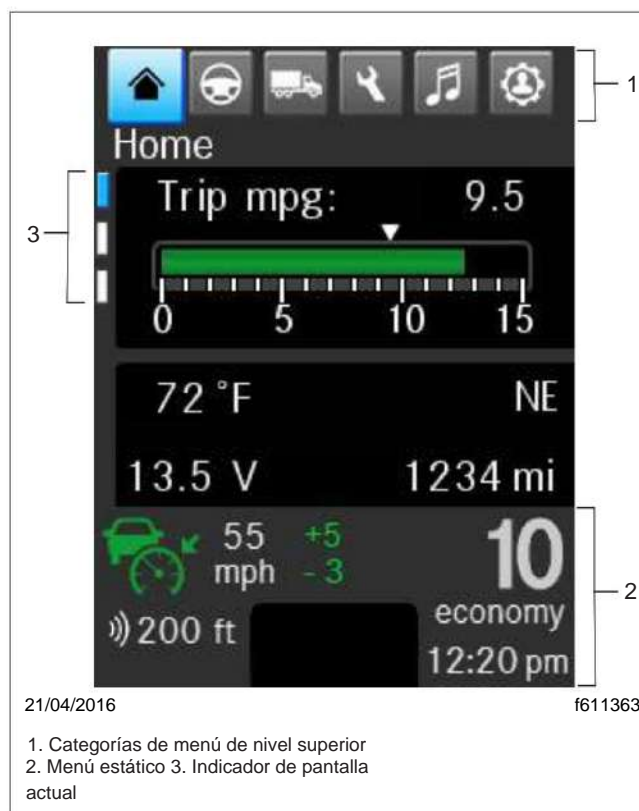 1
Home
3
Trip mpg: 9.5
0 5 10 15
72 °F NE
13.5 V 1234 mi
55 +5 10
mph - 3
2
economy
200 ft
12:20 pm
21/04/2016 f611363
1. Categorías de menú de nivel superior
2. Menú estático 3. Indicador de pantalla
actual